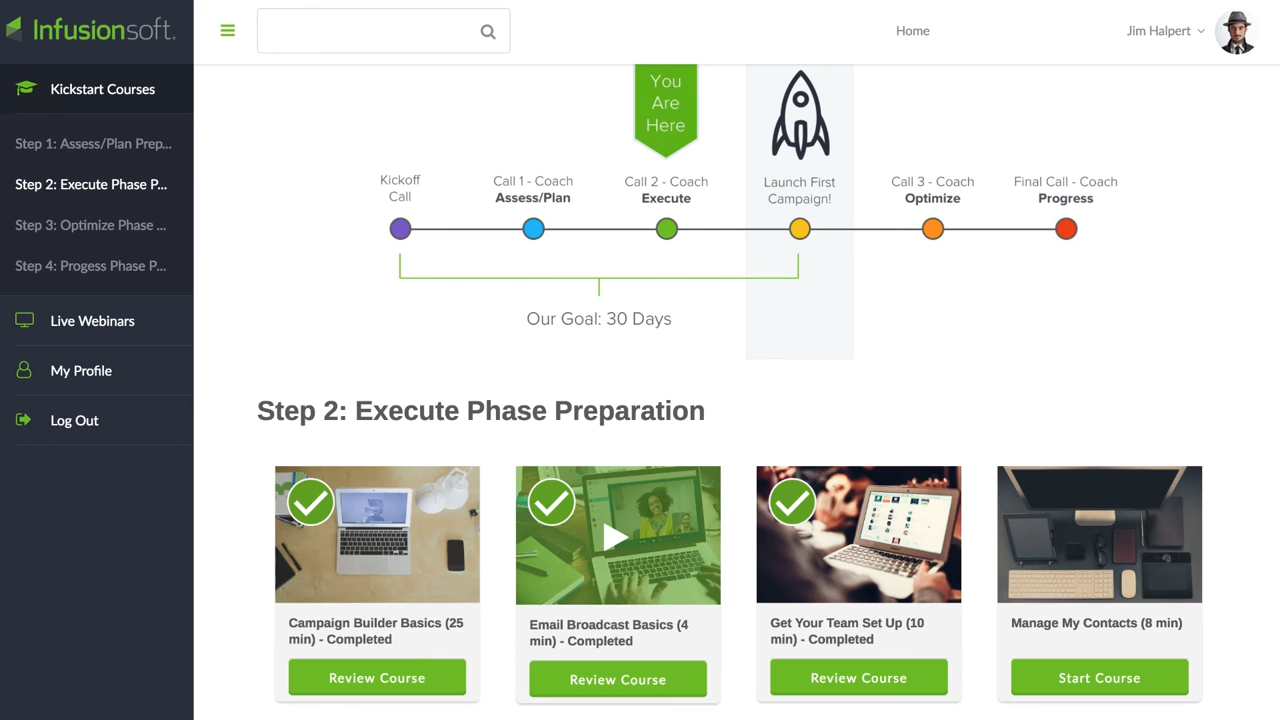 Infusionsoft.
Home
Jim Halpert
Kickstart Courses
Step 1: Assess/Plan Prep...
Step 2: Execute Phase P...
Step 3: Optimize Phase ...
Step 4: Progess Phase P...
Live Webinars
My Profile
Log Out
You
Are
Here
Kickoff
Call
Call 1 - Coach
Assess/Plan
Call 2 - Coach
Execute
Launch First
Campaign!
Call 3 - Coach
Optimize
Final Call - Coach
Progress
Our Goal: 30 Days
Step 2: Execute Phase Preparation
Campaign Builder Basics (25
min) - Completed
Review Course
Email Broadcast Basics (4
min) - Completed
Review Course
Get Your Team Set Up (10
min) - Completed
Review Course
Manage My Contacts (8 min)
Start Course